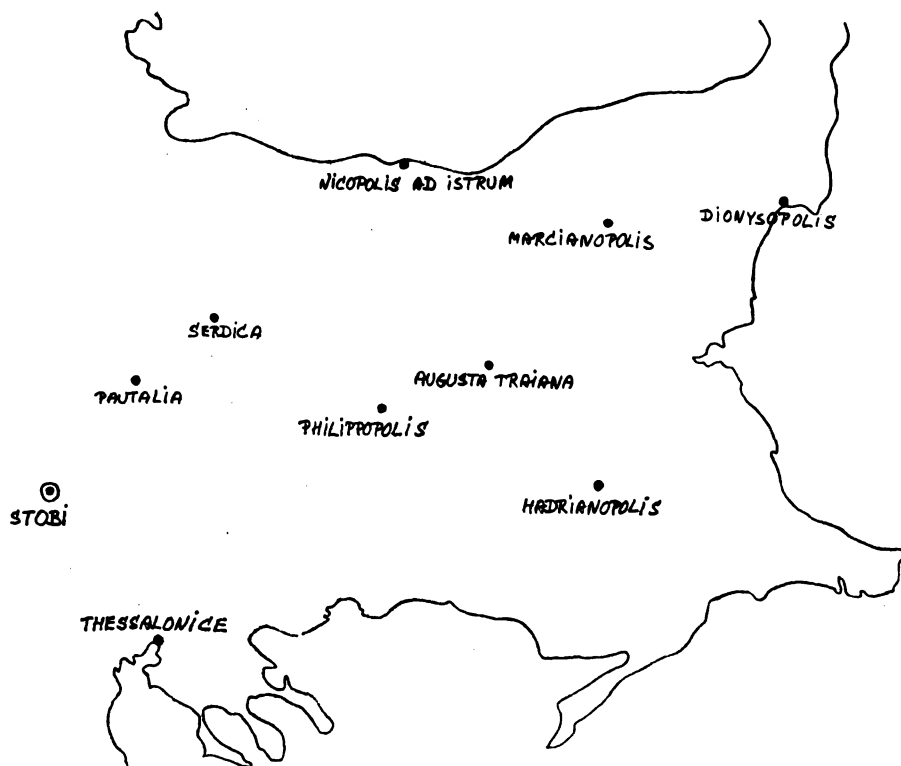 NiCOPOLiS AD iSTRUM
DiONYSOPOLiS
MARCiANOPOLiS
SERDiCA
AUGUSTA TRAiANA
PAUTALiA
PHiLiPPOPOLiS
HADRiANOPOLiS
STOBi
THESSALONiCE